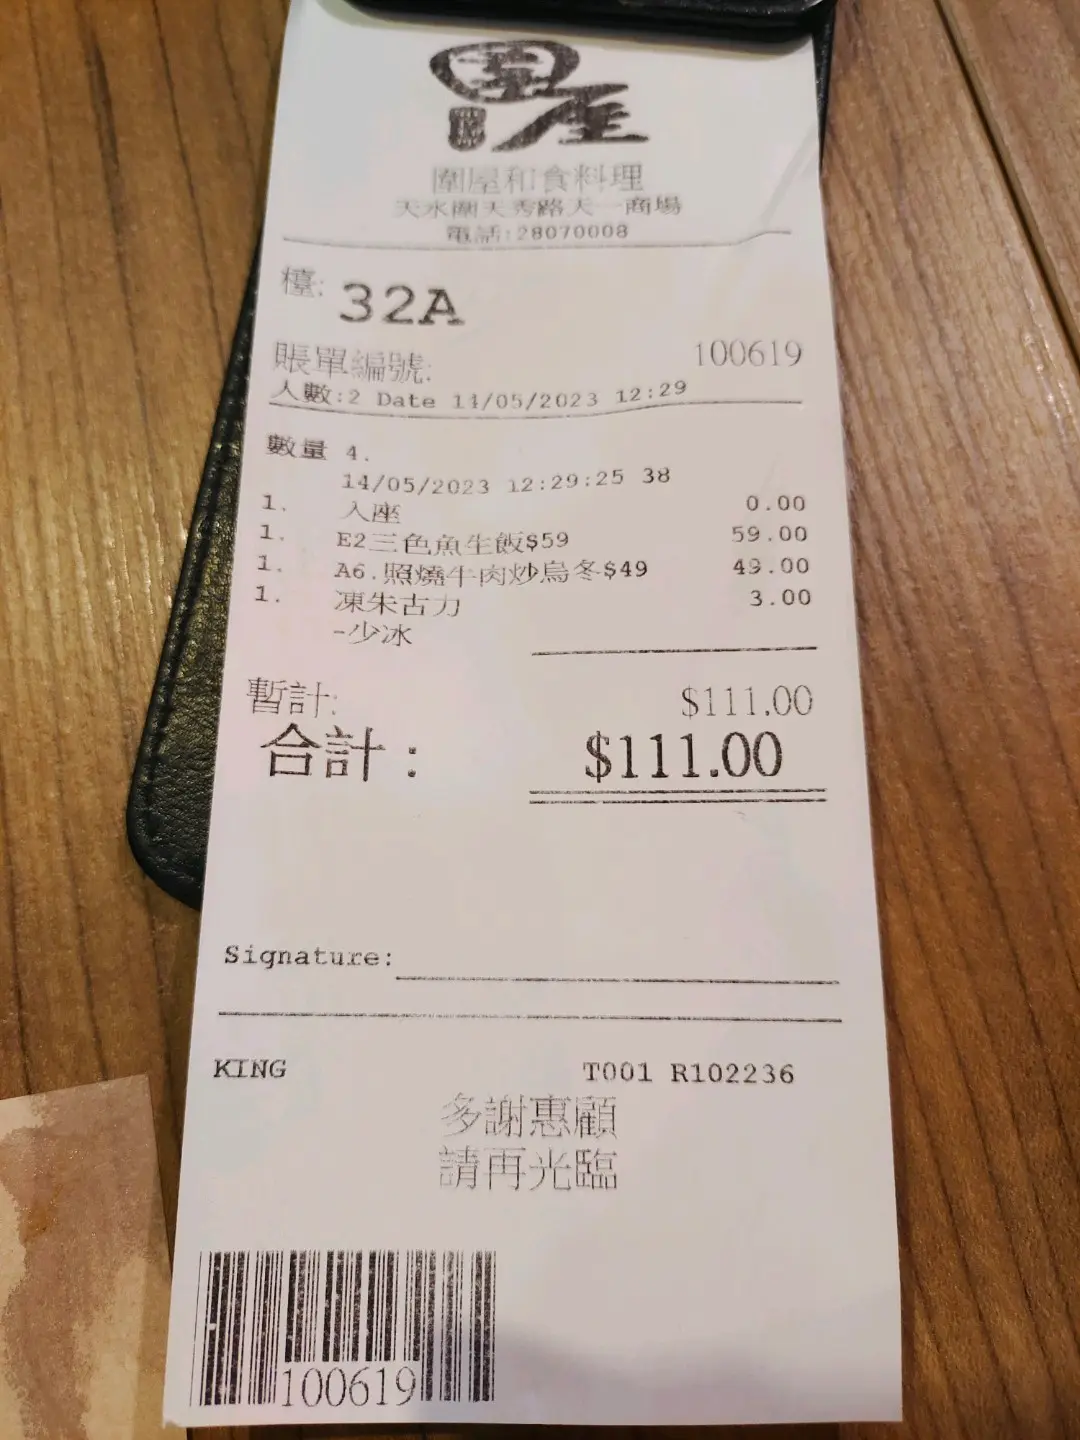 圍屋
圍屋和食料理
天水圍天秀路天一商場
電話:28070008
檯: 32A
賬單編號: 100619
人數:2 Date 14/05/2023 12:29
數量 4.
14/05/2023 12:29:25 38
1. 入座 0.00
1. E2三色魚生飯$59 59.00
1. A6.照燒牛肉炒烏冬$49 49.00
1. 凍朱古力 3.00
-少冰
暫計: $111.00
合計： $111.00
Signature:
KING T001 R102236
多謝惠顧
請再光臨
100619